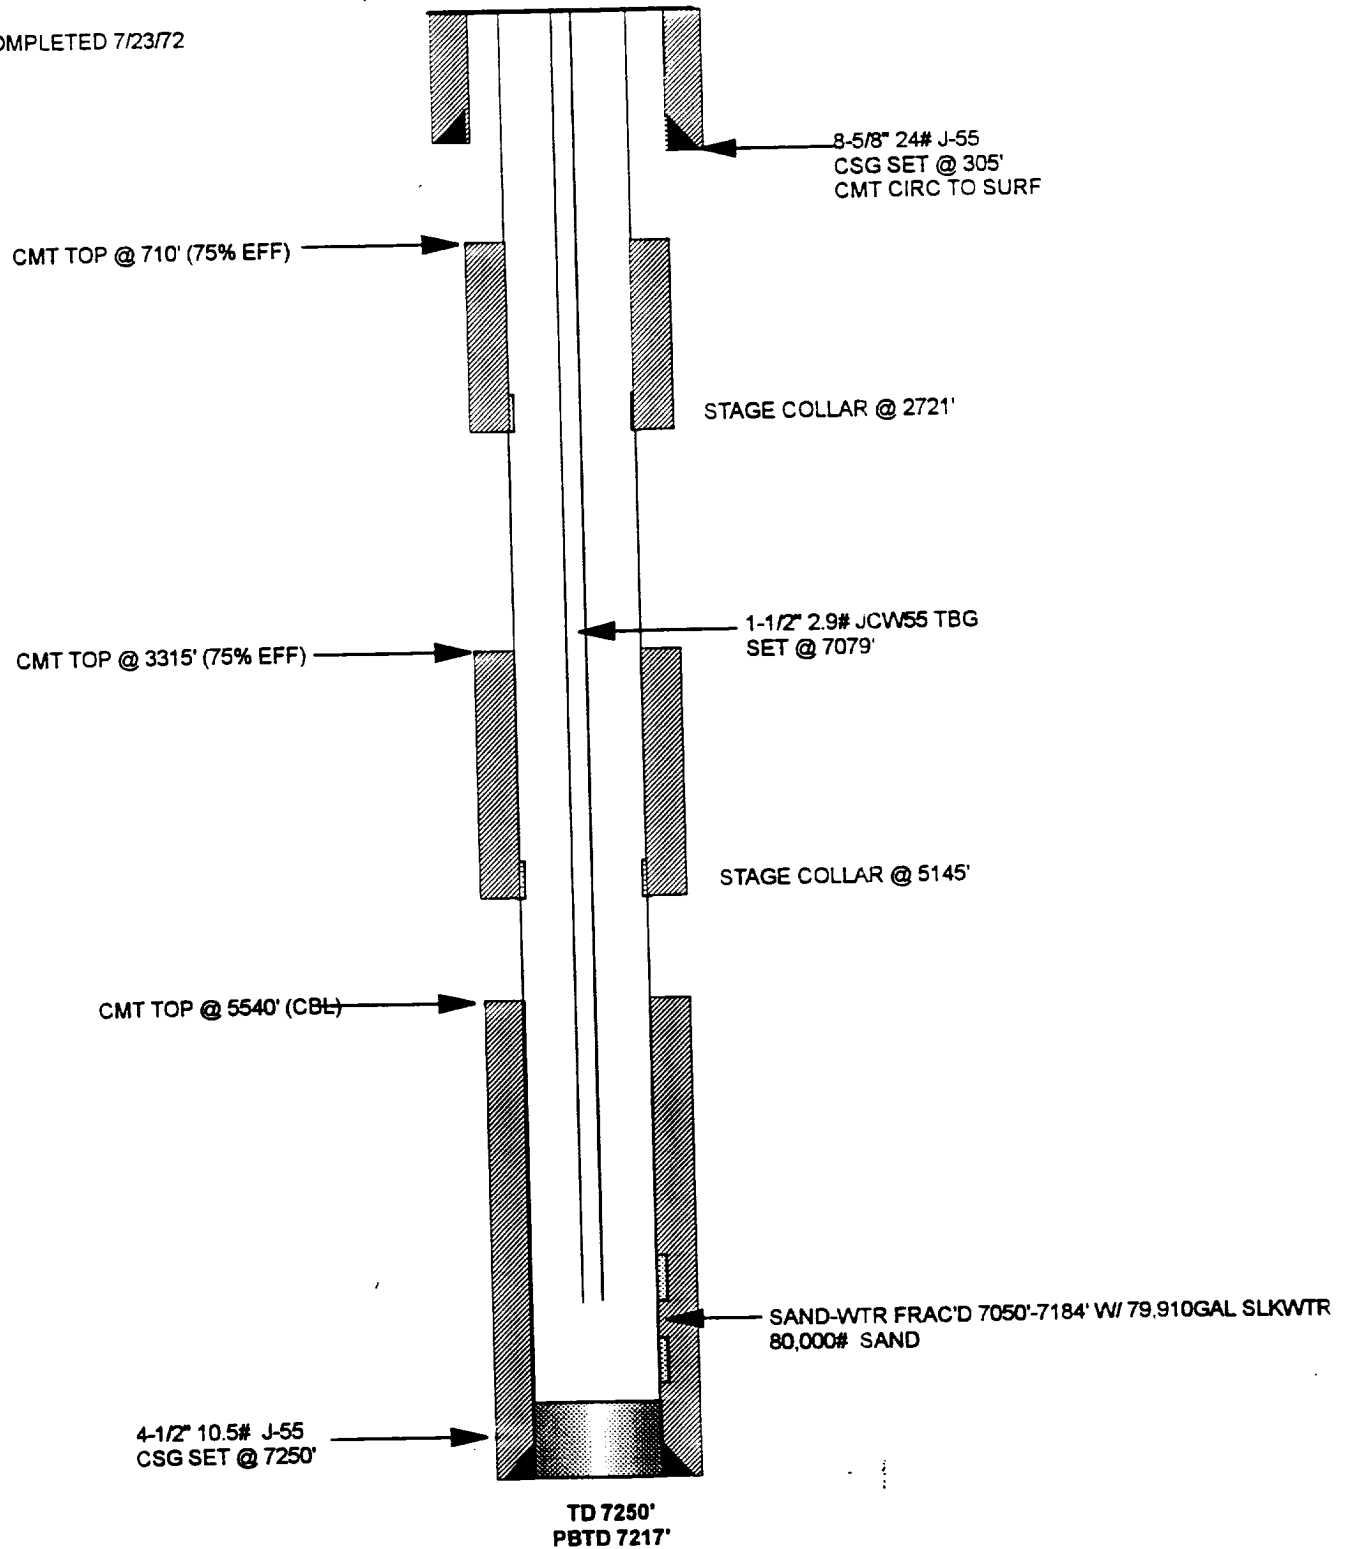 OMPLETED 7/23/72
8-5/8" 24# J-55
CSG SET @ 305'
CMT CIRC TO SURF
CMT TOP @ 710' (75% EFF)
STAGE COLLAR @ 2721'
1-1/2" 2.9# JCW55 TBG
SET @ 7079'
CMT TOP @ 3315' (75% EFF)
STAGE COLLAR @ 5145'
CMT TOP @ 5540' (CBL)
SAND-WTR FRAC'D 7050'-7184' W/ 79,910GAL SLKWTR
80,000# SAND
4-1/2" 10.5# J-55
CSG SET @ 7250'
TD 7250'
PBTD 7217'